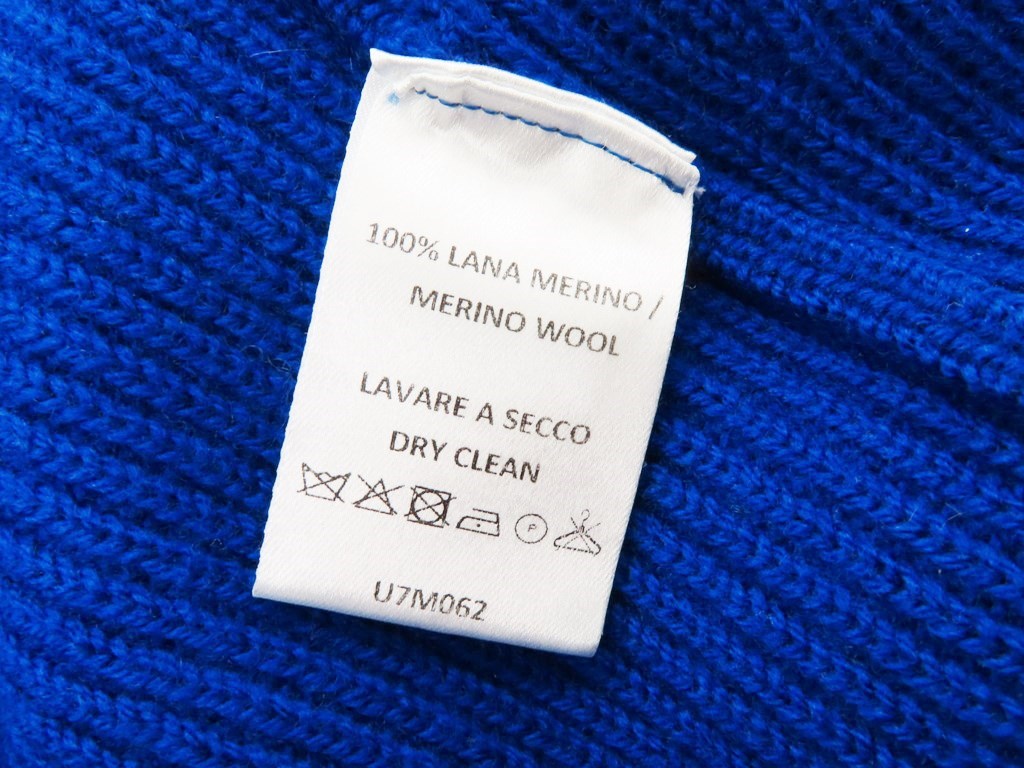 100% LANA MERINO /
MERINO WOOL
LAVARE A SECCO
DRY CLEAN
P
U7M062